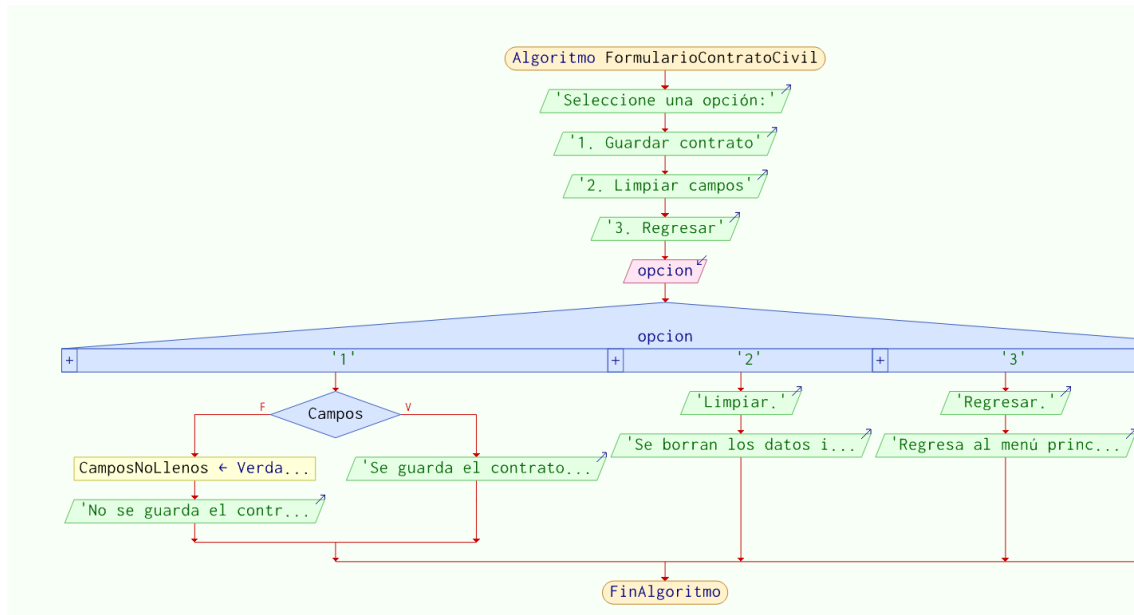 Algoritmo FormularioContratoCivil
'Seleccione una opción:'
'1. Guardar contrato'
'2. Limpiar campos'
'3. Regresar'
opcion
opcion
+ '1' + '2' + '3'
'Limpiar.' 'Regresar.'
F Campos V
'Se borran los datos i... 'Regresa al menú princ...
CamposNoLlenos ← Verda... 'Se guarda el contrato...
'No se guarda el contr...
FinAlgoritmo